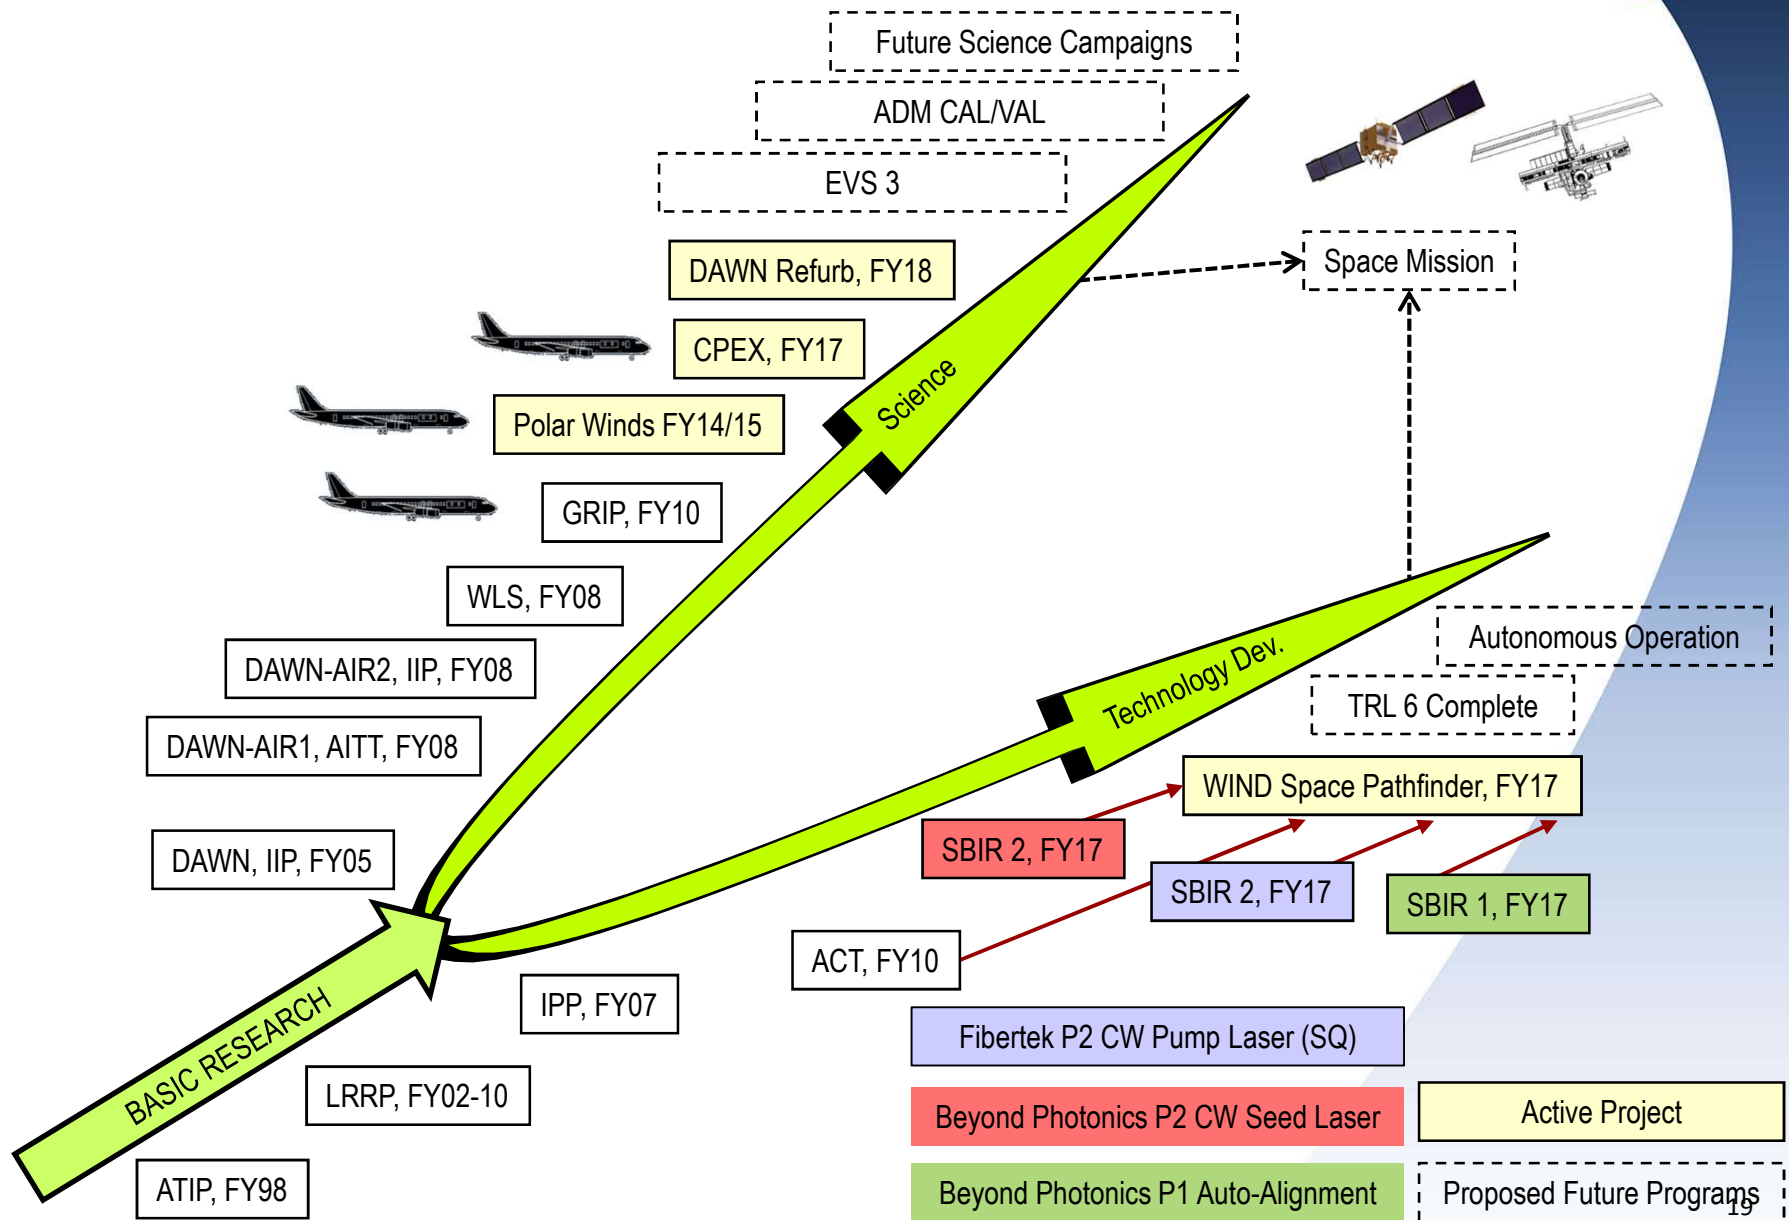 Future Science Campaigns
ADM CAL/VAL
EVS 3
DAWN Refurb, FY18
Space Mission
CPEX, FY17
Science
Polar Winds FY14/15
GRIP, FY10
WLS, FY08
Autonomous Operation
DAWN-AIR2, IIP, FY08
Technology Dev.
TRL 6 Complete
DAWN-AIR1, AITT, FY08
WIND Space Pathfinder, FY17
SBIR 2, FY17
DAWN, IIP, FY05
SBIR 2, FY17
SBIR 1, FY17
ACT, FY10
IPP, FY07
BASIC RESEARCH
Fibertek P2 CW Pump Laser (SQ)
LRRP, FY02-10
Beyond Photonics P2 CW Seed Laser
Active Project
ATIP, FY98
Beyond Photonics P1 Auto-Alignment
Proposed Future Programs
19